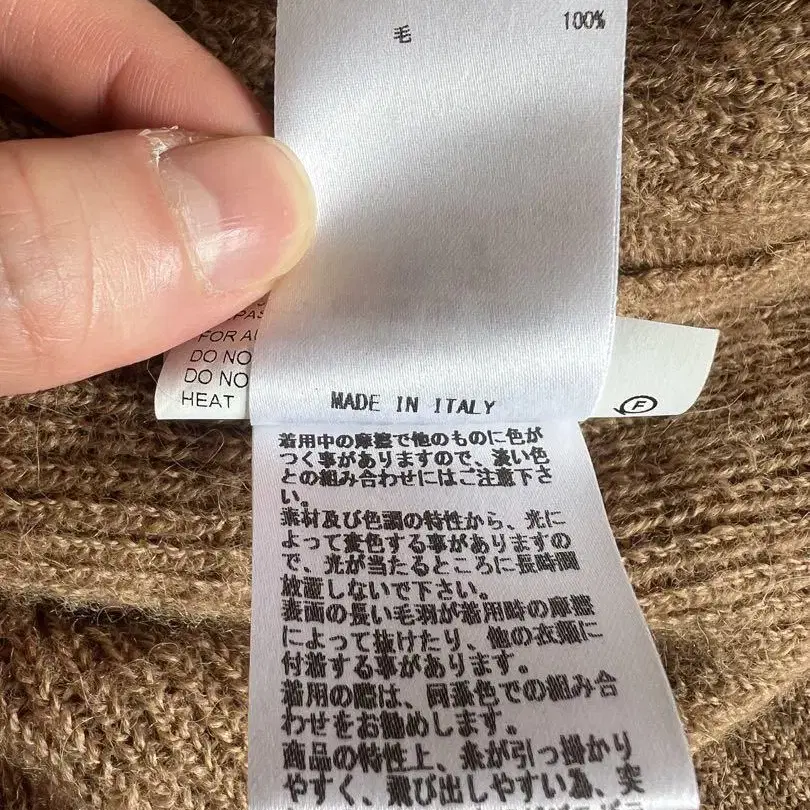 毛 100%
FOR A
DO NO
DO NO
HEAT
F
MADE IN ITALY
着用中の摩擦で他のものに色が
つく事がありますので、淡い色
との組み合わせにはご注意下さ
い。
素材及び色調の特性から、光に
よって変色する事がありますの
で、光が当たるところに長時間
放置しないで下さい。
表面の長い毛羽が着用時の摩擦
によって抜けたり、他の衣類に
付着する事があります。
着用の際は、同系色での組み合
わせをお勧めします。
商品の特性上、糸が引っ掛かり
やすく、飛び出しやすい為、突